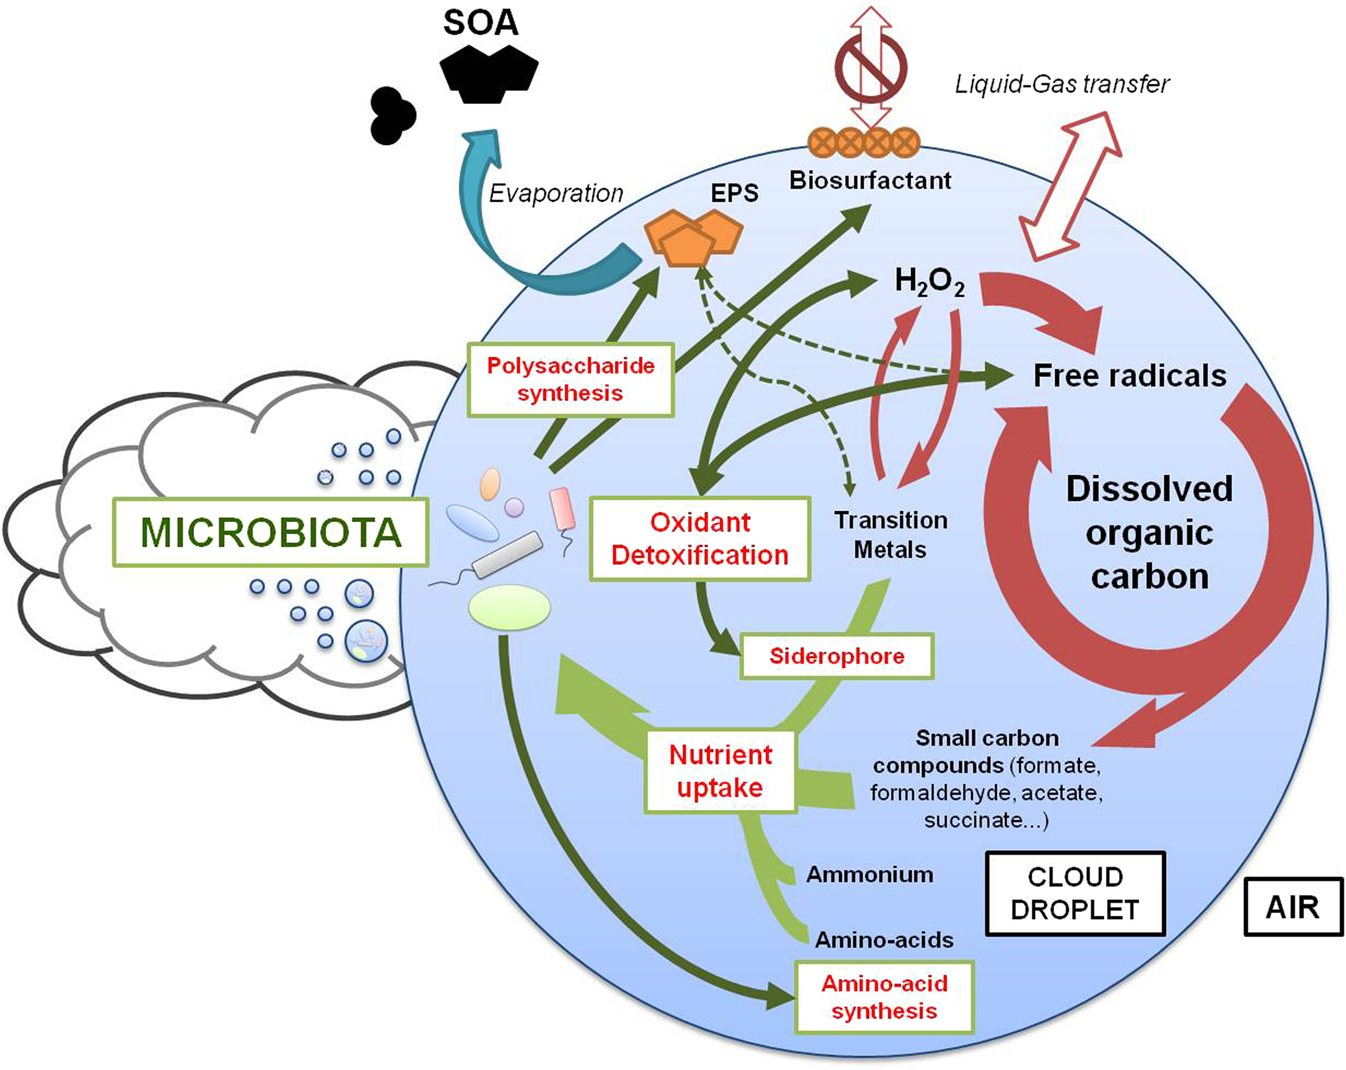 SOA
Liquid-Gas transfer
Evaporation
EPS
Biosurfactant
H₂O₂
Polysaccharide
synthesis
Free radicals
MICROBIOTA
Oxidant
Detoxification
Transition
Metals
Dissolved
organic
carbon
Siderophore
Nutrient
uptake
Small carbon
compounds (formate,
formaldehyde, acetate,
succinate...)
Ammonium
Amino-acids
CLOUD
DROPLET
AIR
Amino-acid
synthesis